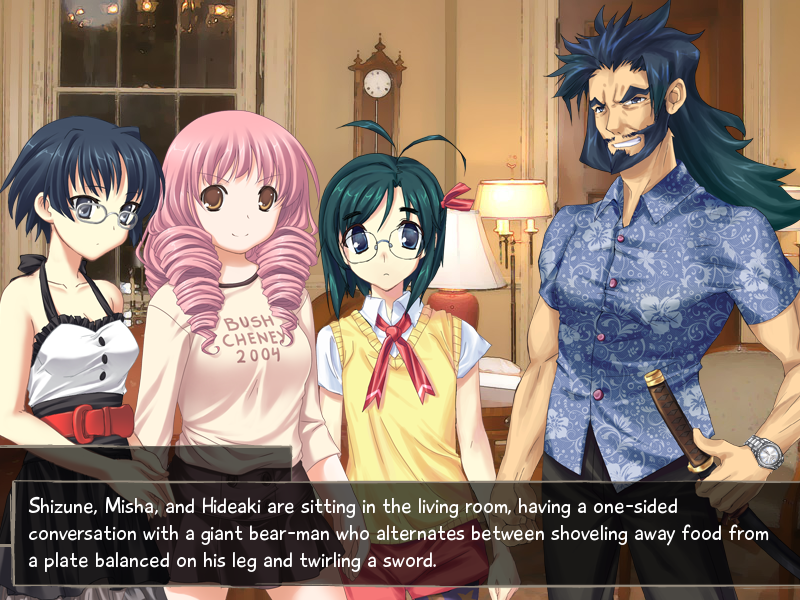 BUSH
CHENEY
2004
Shizune, Misha, and Hideaki are sitting in the living room, having a one-sided
conversation with a giant bear-man who alternates between shoveling away food from
a plate balanced on his leg and twirling a sword.